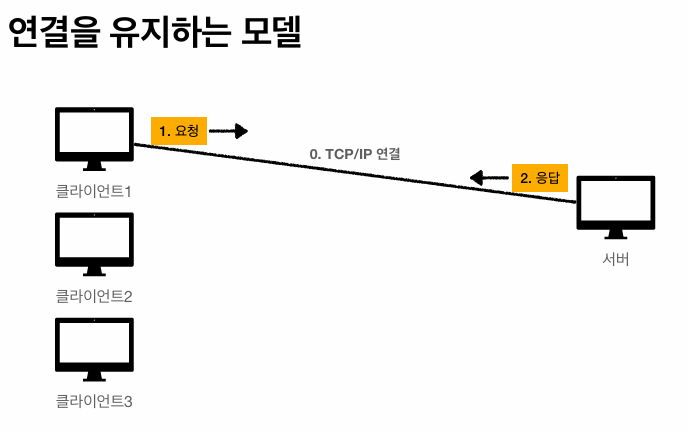 연결을 유지하는 모델
1. 요청
0. TCP/IP 연결
2. 응답
클라이언트1
서버
클라이언트2
클라이언트3